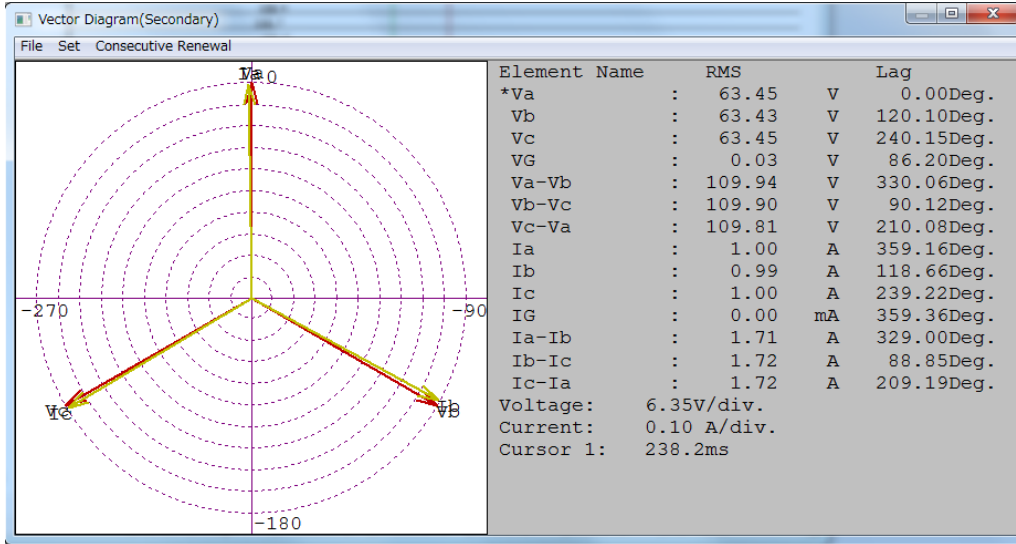 Vector Diagram(Secondary)
File Set Consecutive Renewal
Va 0
-270
-90
Vc
Ic
Ib
Vb
-180
Element Name RMS Lag
*Va : 63.45 V 0.00Deg.
Vb : 63.43 V 120.10Deg.
Vc : 63.45 V 240.15Deg.
VG : 0.03 V 86.20Deg.
Va-Vb : 109.94 V 330.06Deg.
Vb-Vc : 109.90 V 90.12Deg.
Vc-Va : 109.81 V 210.08Deg.
Ia : 1.00 A 359.16Deg.
Ib : 0.99 A 118.66Deg.
Ic : 1.00 A 239.22Deg.
IG : 0.00 mA 359.36Deg.
Ia-Ib : 1.71 A 329.00Deg.
Ib-Ic : 1.72 A 88.85Deg.
Ic-Ia : 1.72 A 209.19Deg.
Voltage: 6.35V/div.
Current: 0.10 A/div.
Cursor 1: 238.2ms